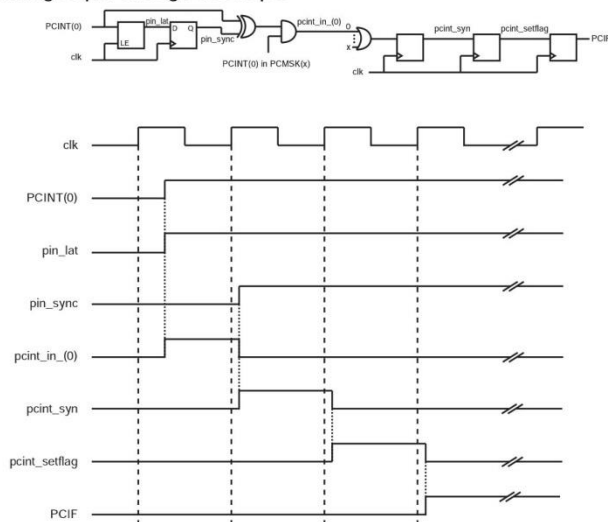 PCINT(0)
pin_lat
D Q
LE
clk
pin_sync
pcint_in_(0)
0
x
PCINT(0) in PCMSK(x)
pcint_syn
pcint_setflag
PCIF
clk
clk
PCINT(0)
pin_lat
pin_sync
pcint_in_(0)
pcint_syn
pcint_setflag
PCIF